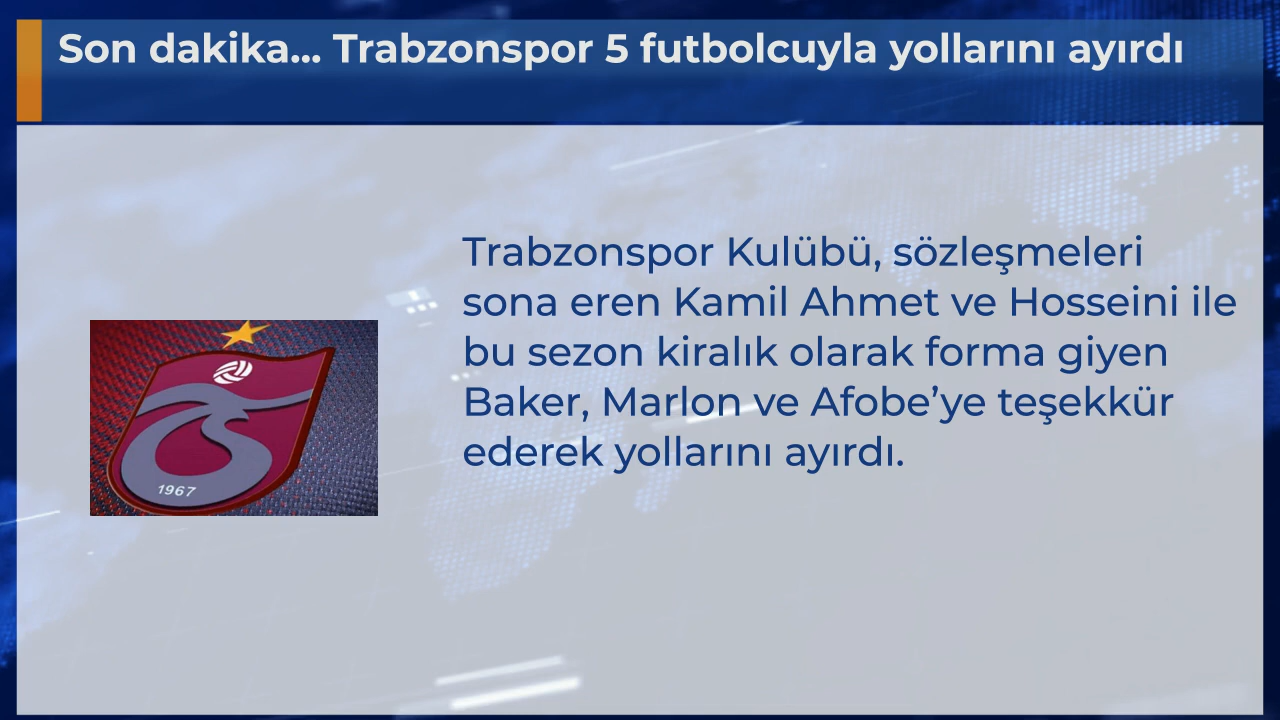 Son dakika... Trabzonspor 5 futbolcuyla yollarını ayırdı
Trabzonspor Kulübü, sözleşmeleri
sona eren Kamil Ahmet ve Hosseini ile
bu sezon kiralık olarak forma giyen
Baker, Marlon ve Afobe’ye teşekkür
ederek yollarını ayırdı.
1967